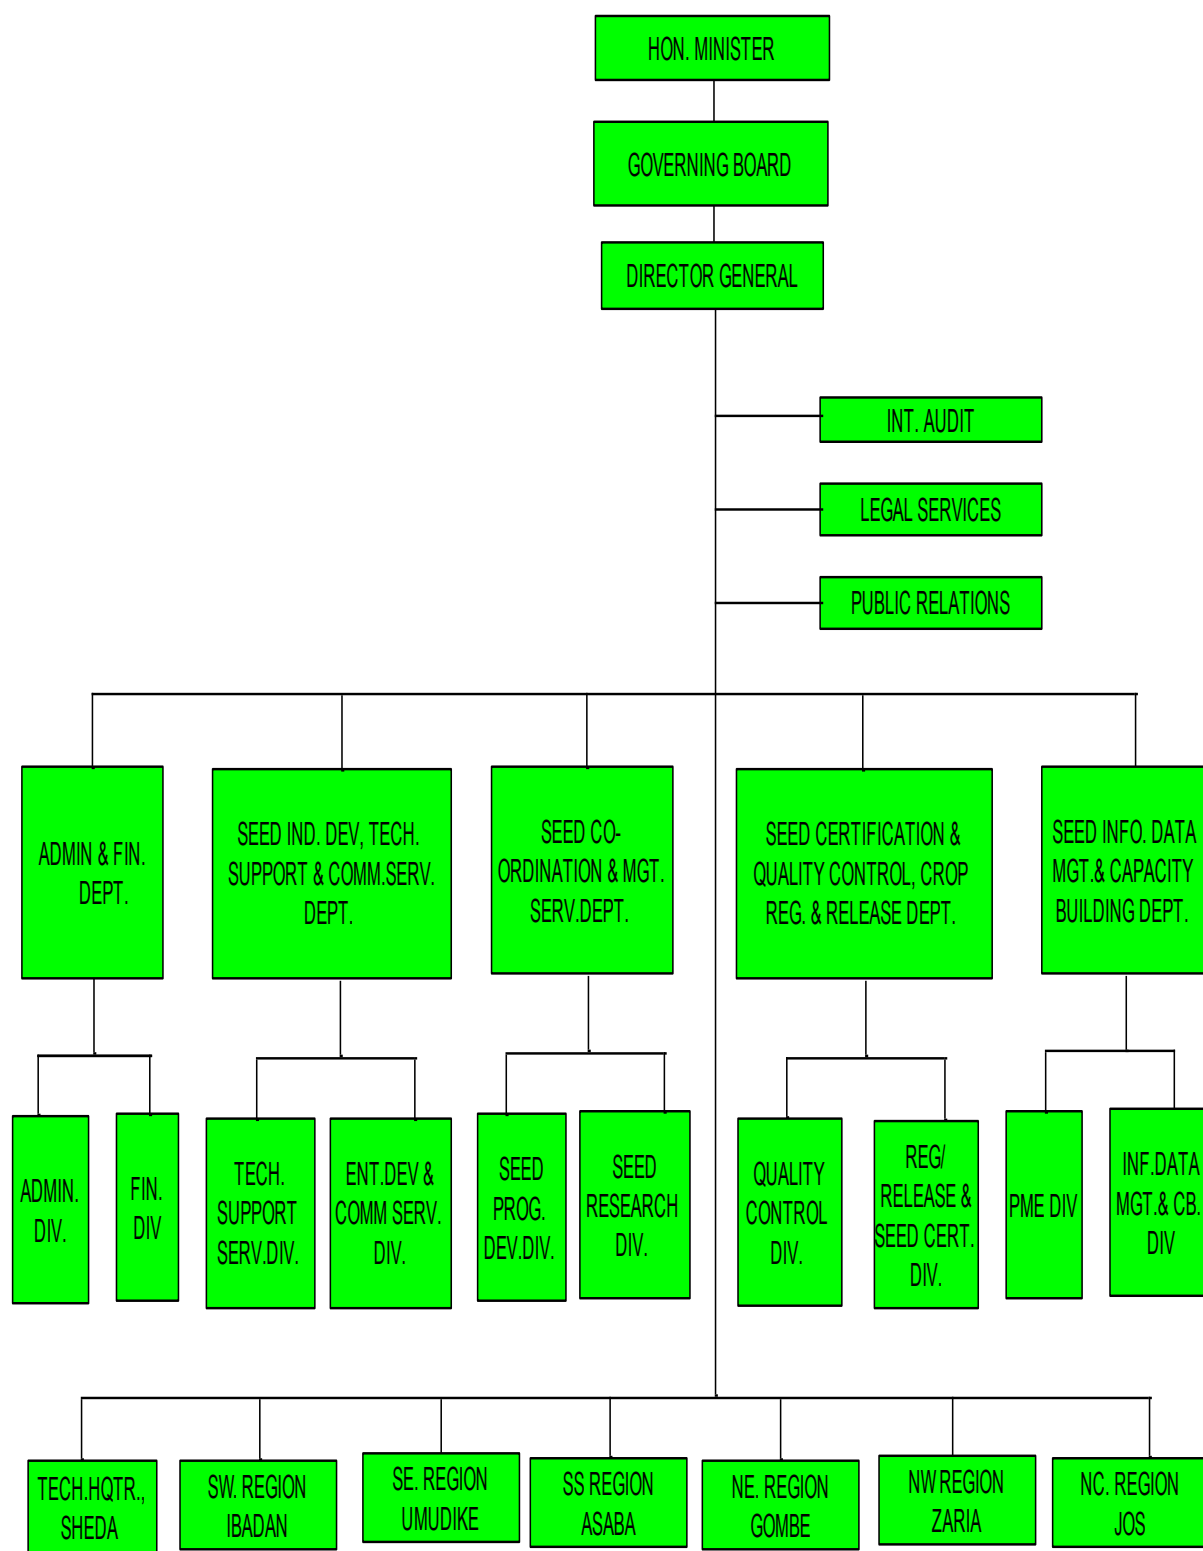 HON. MINISTER
GOVERNING BOARD
DIRECTOR GENERAL
INT. AUDIT
LEGAL SERVICES
PUBLIC RELATIONS
ADMIN & FIN.
DEPT.
SEED IND. DEV, TECH.
SUPPORT & COMM.SERV.
DEPT.
SEED CO-
ORDINATION & MGT.
SERV.DEPT.
SEED CERTIFICATION &
QUALITY CONTROL, CROP
REG. & RELEASE DEPT.
SEED INFO. DATA
MGT.& CAPACITY
BUILDING DEPT.
ADMIN.
DIV.
FIN.
DIV
TECH.
SUPPORT
SERV.DIV.
ENT.DEV &
COMM SERV.
DIV.
SEED
PROG.
DEV.DIV.
SEED
RESEARCH
DIV.
QUALITY
CONTROL
DIV.
REG/
RELEASE &
SEED CERT.
DIV.
PME DIV
INF.DATA
MGT.& CB.
DIV
TECH.HQTR.,
SHEDA
SW. REGION
IBADAN
SE. REGION
UMUDIKE
SS REGION
ASABA
NE. REGION
GOMBE
NW REGION
ZARIA
NC. REGION
JOS